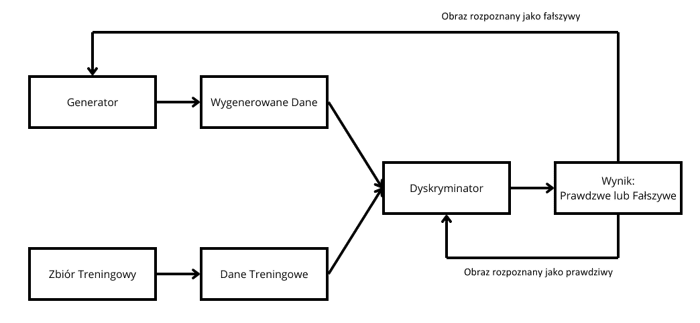 Obraz rozpoznany jako fałszywy
Generator
Wygenerowane Dane
Dyskryminator
Wynik:
Prawdzwe lub Fałszywe
Zbiór Treningowy
Dane Treningowe
Obraz rozpoznany jako prawdziwy